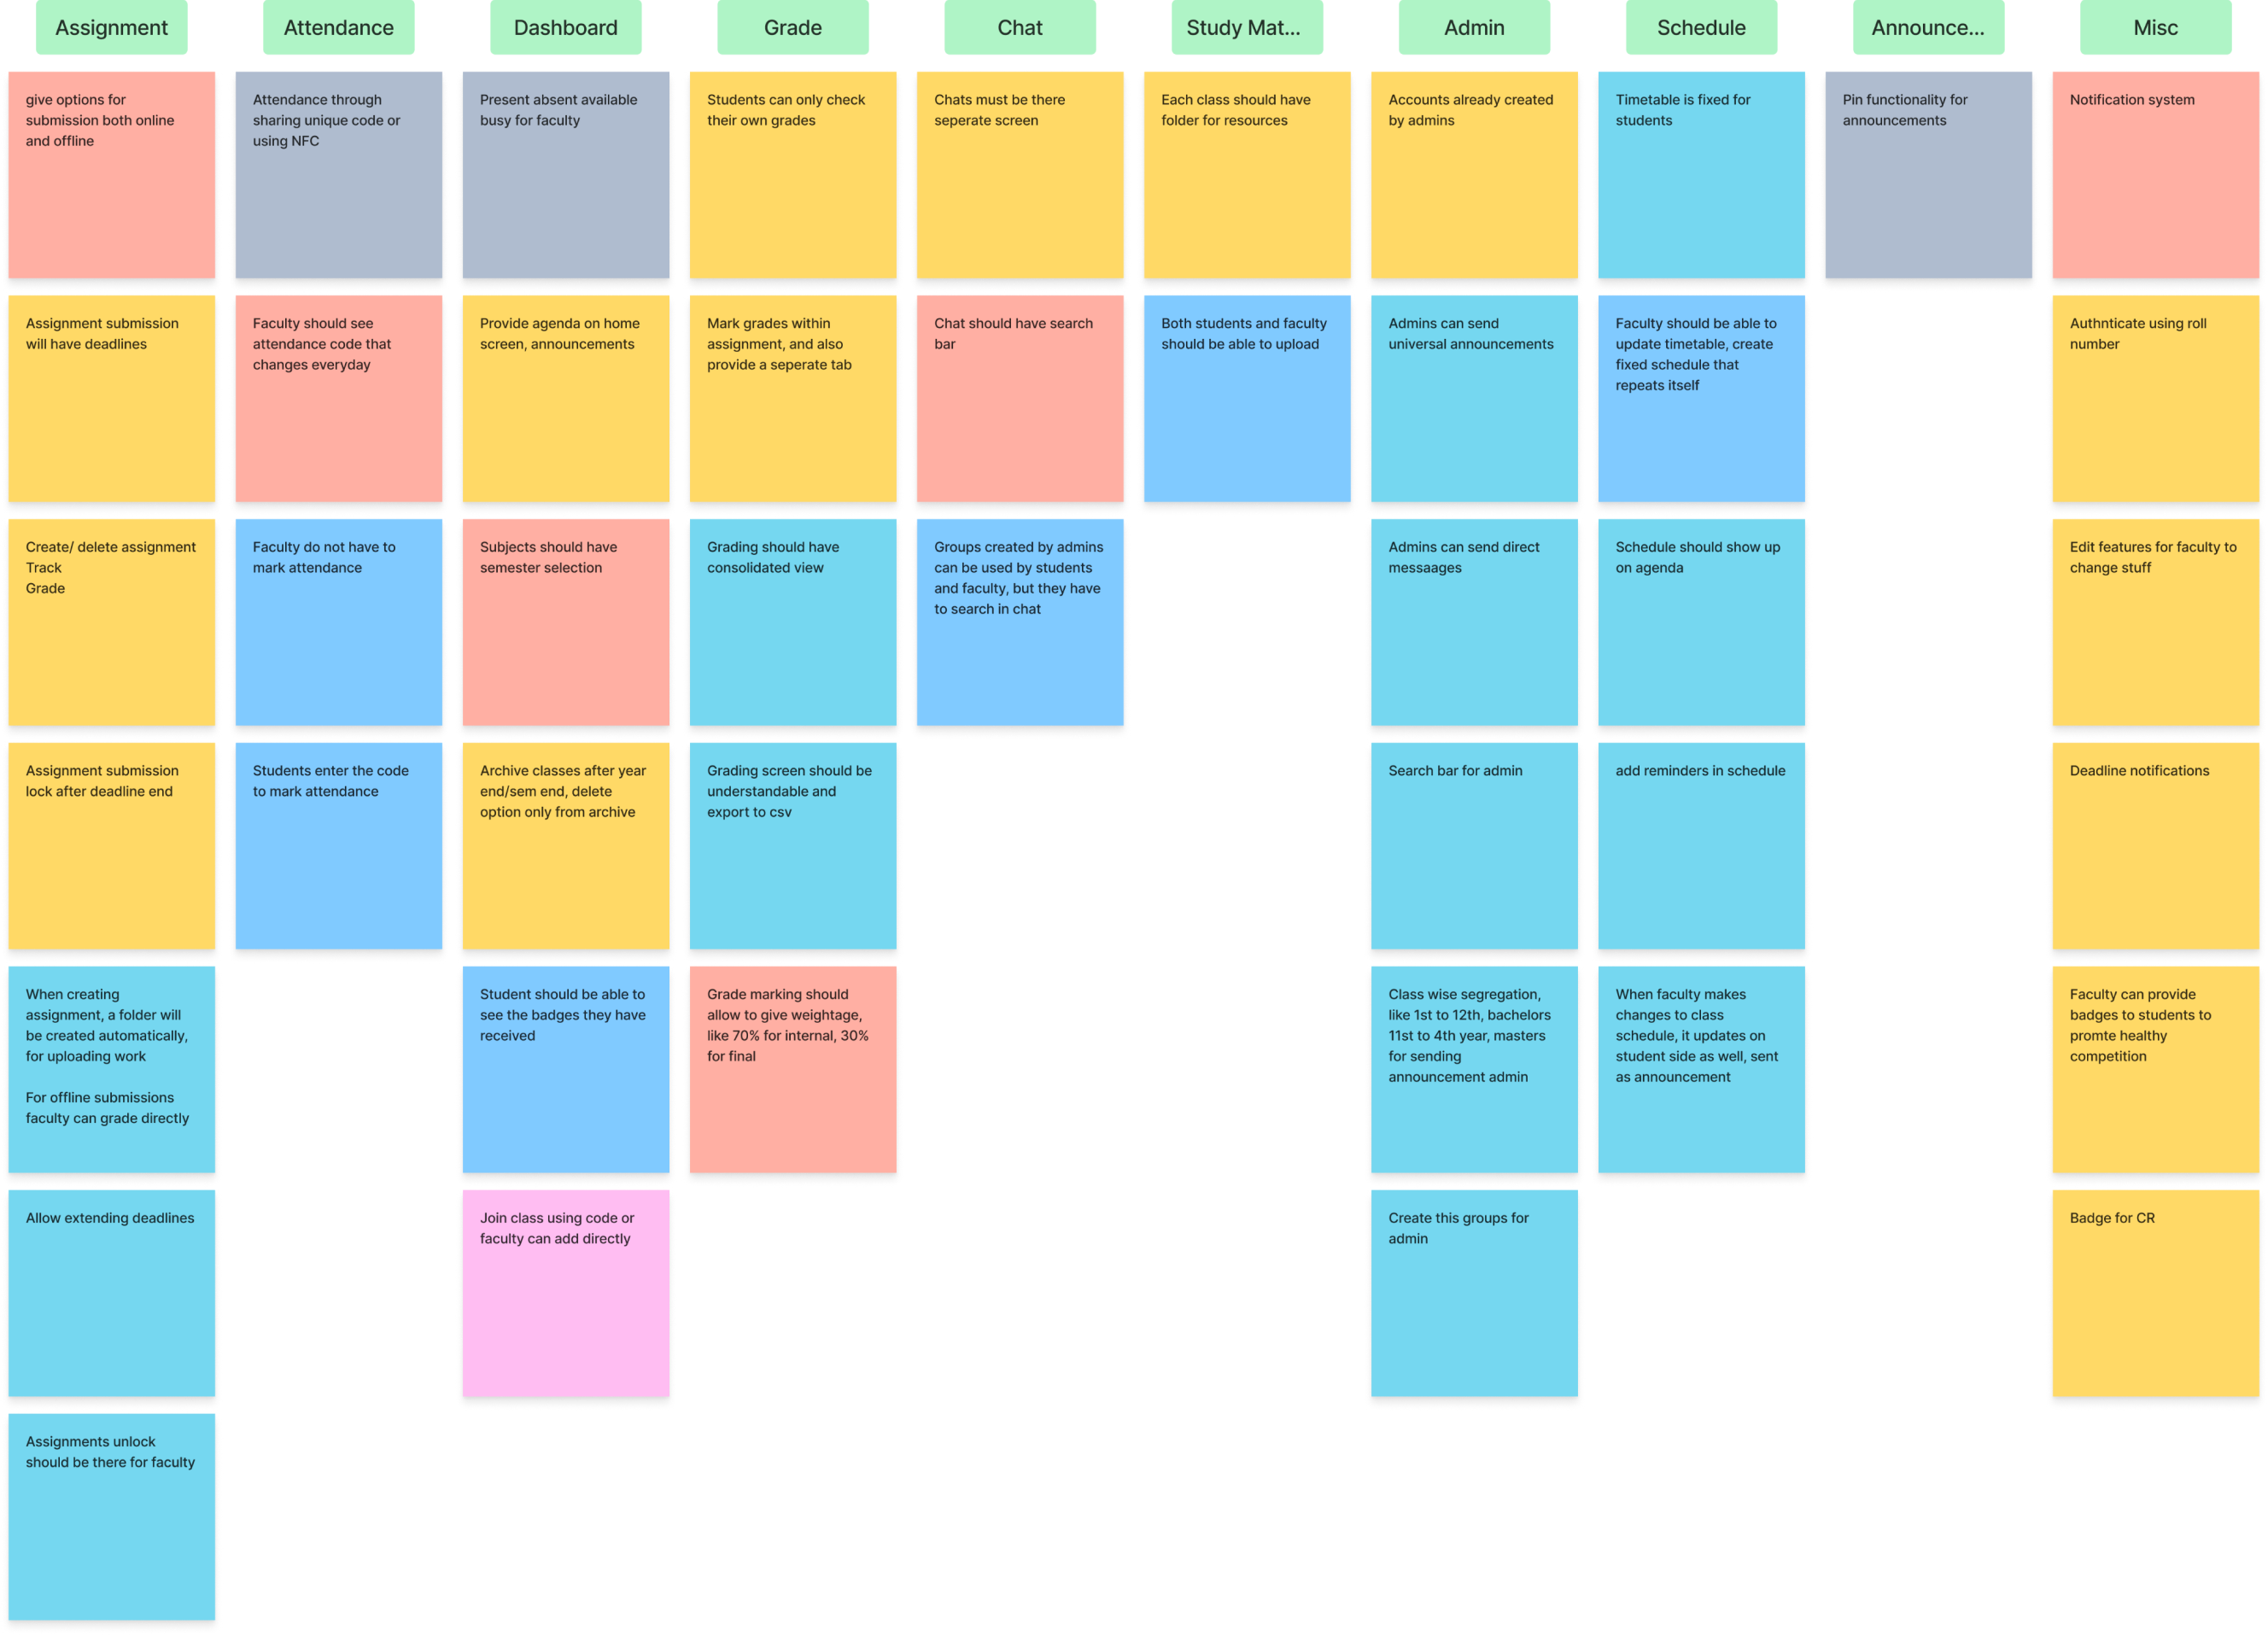 Assignment
give options for
submission both online
and offline
Assignment submission
will have deadlines
Create/ delete assignment
Track
Grade
Assignment submission
lock after deadline end
When creating
assignment, a folder will
be created automatically,
for uploading work
For offline submissions
faculty can grade directly
Allow extending deadlines
Assignments unlock
should be there for faculty
Attendance
Attendance through
sharing unique code or
using NFC
Faculty should see
attendance code that
changes everyday
Faculty do not have to
mark attendance
Students enter the code
to mark attendance
Dashboard
Present absent available
busy for faculty
Provide agenda on home
screen, announcements
Subjects should have
semester selection
Archive classes after year
end/sem end, delete
option only from archive
Student should be able to
see the badges they have
received
Join class using code or
faculty can add directly
Grade
Students can only check
their own grades
Mark grades within
assignment, and also
provide a seperate tab
Grading should have
consolidated view
Grading screen should be
understandable and
export to csv
Grade marking should
allow to give weightage,
like 70% for internal, 30%
for final
Chat
Chats must be there
seperate screen
Chat should have search
bar
Groups created by admins
can be used by students
and faculty, but they have
to search in chat
Study Mat...
Each class should have
folder for resources
Both students and faculty
should be able to upload
Admin
Accounts already created
by admins
Admins can send
universal announcements
Admins can send direct
messaages
Search bar for admin
Class wise segregation,
like 1st to 12th, bachelors
11st to 4th year, masters
for sending
announcement admin
Create this groups for
admin
Schedule
Timetable is fixed for
students
Faculty should be able to
update timetable, create
fixed schedule that
repeats itself
Schedule should show up
on agenda
add reminders in schedule
When faculty makes
changes to class
schedule, it updates on
student side as well, sent
as announcement
Announce...
Pin functionality for
announcements
Misc
Notification system
Authnticate using roll
number
Edit features for faculty to
change stuff
Deadline notifications
Faculty can provide
badges to students to
promte healthy
competition
Badge for CR